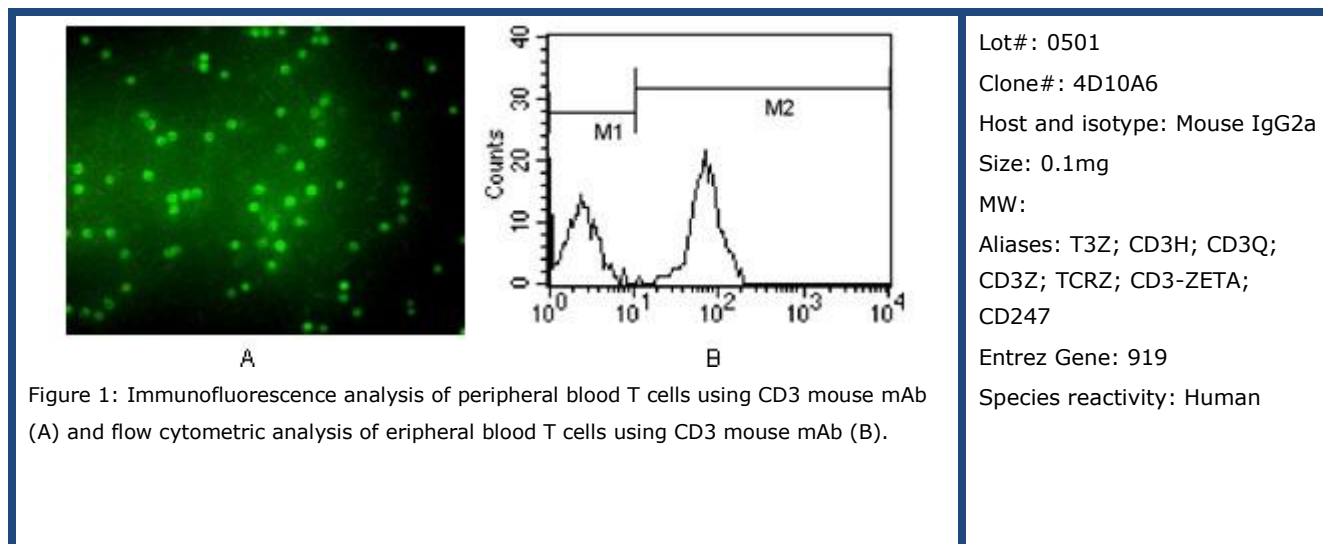 40
30
20
10
0
Counts
M1
M2
10^0 10^1 10^2 10^3 10^4
A
B
Figure 1: Immunofluorescence analysis of peripheral blood T cells using CD3 mouse mAb
(A) and flow cytometric analysis of eripheral blood T cells using CD3 mouse mAb (B).
Lot#: 0501
Clone#: 4D10A6
Host and isotype: Mouse IgG2a
Size: 0.1mg
MW:
Aliases: T3Z; CD3H; CD3Q;
CD3Z; TCRZ; CD3-ZETA;
CD247
Entrez Gene: 919
Species reactivity: Human